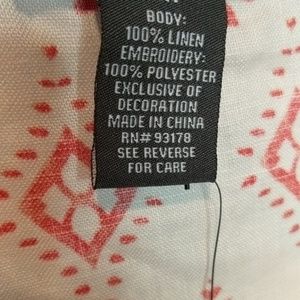 BODY:
100% LINEN
EMBROIDERY:
100% POLYESTER
EXCLUSIVE OF
DECORATION
MADE IN CHINA
RN# 93178
SEE REVERSE
FOR CARE